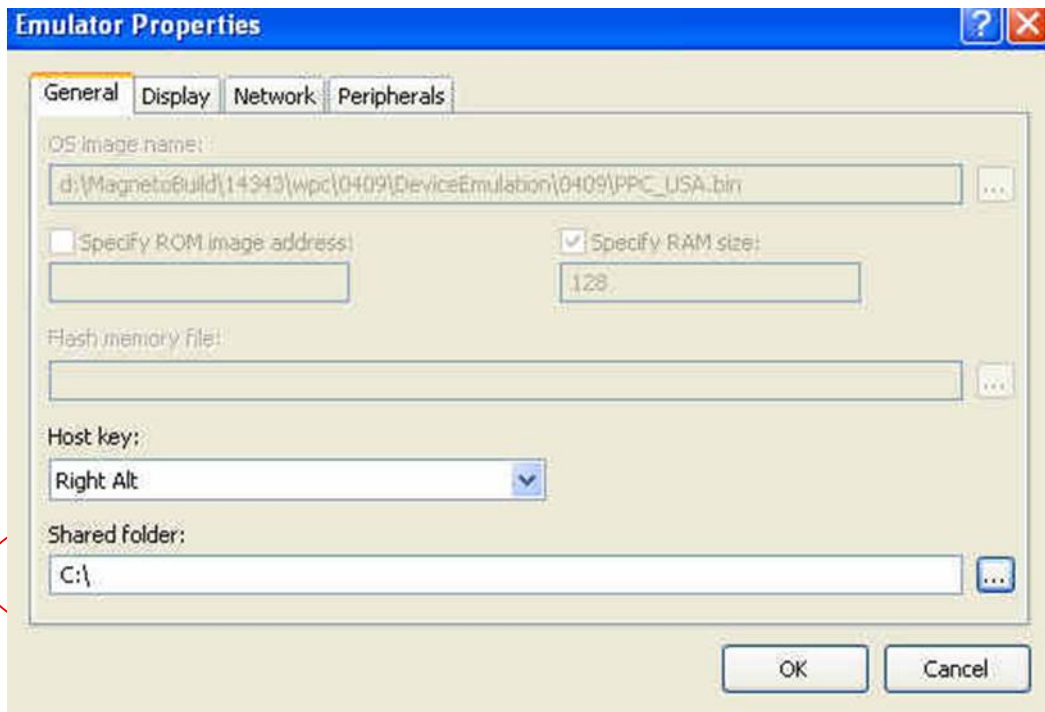 Emulator Properties
General Display Network Peripherals
OS image name:
d:\MagnetoBuild\14343\wpc\0409\DeviceEmulation\0409\PPC_USA.bin
...
Specify ROM image address:
Specify RAM size:
128
Flash memory file:
...
Host key:
Right Alt
Shared folder:
C:\
...
OK Cancel